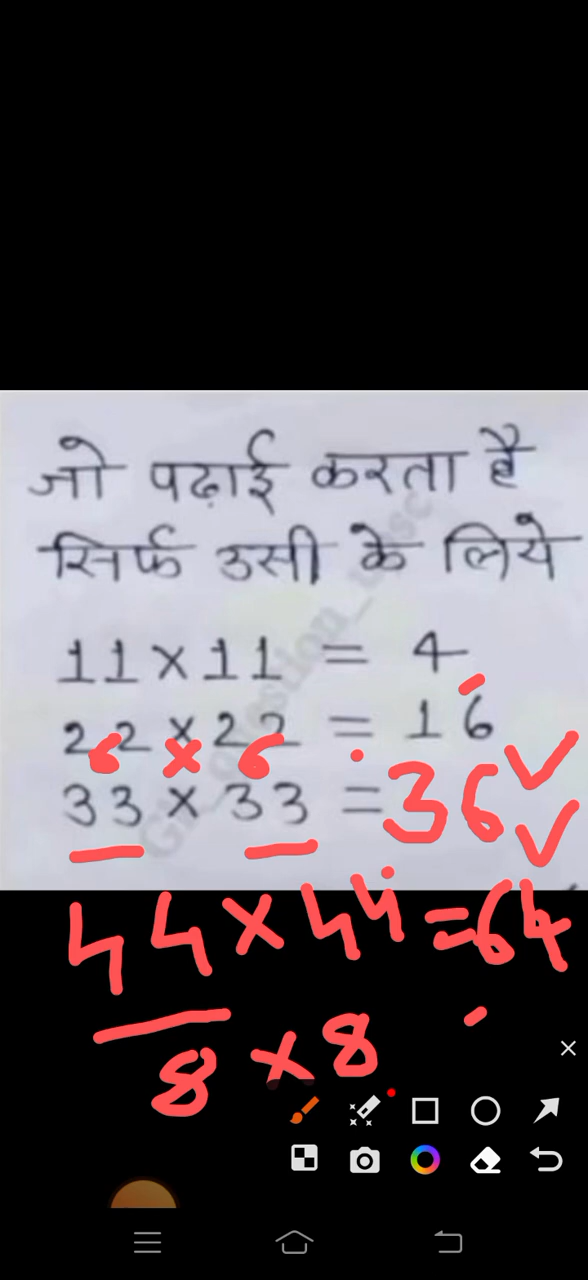 जो पढ़ाई करता है
सिर्फ उसी के लिये
11 × 11 = 4
22 × 22 = 16
6 × 6
33 × 33 = 36
44 × 44 = 64
8 × 8